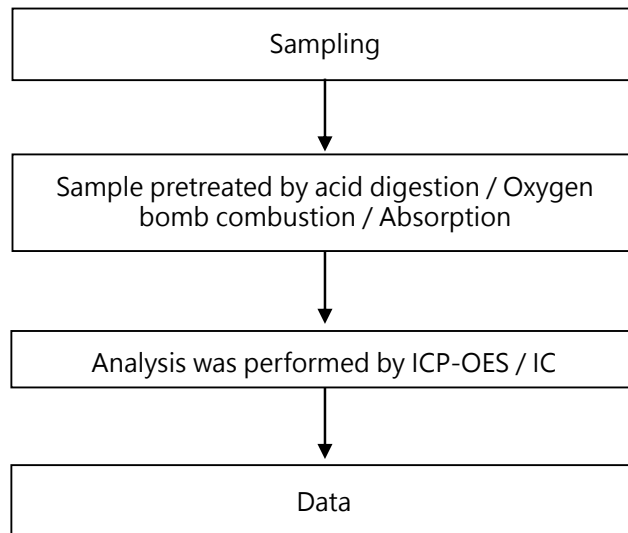 Sampling
Sample pretreated by acid digestion / Oxygen
bomb combustion / Absorption
Analysis was performed by ICP-OES / IC
Data